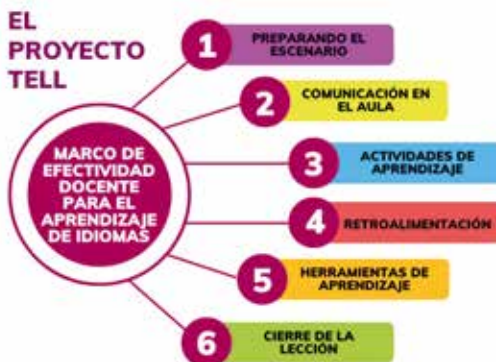 EL
PROYECTO
TELL
MARCO DE
EFECTIVIDAD
DOCENTE
PARA EL
APRENDIZAJE
DE IDIOMAS
1
PREPARANDO EL
ESCENARIO
2
COMUNICACIÓN EN
EL AULA
3
ACTIVIDADES DE
APRENDIZAJE
4
RETROALIMENTACIÓN
5
HERRAMIENTAS DE
APRENDIZAJE
6
CIERRE DE LA
LECCIÓN